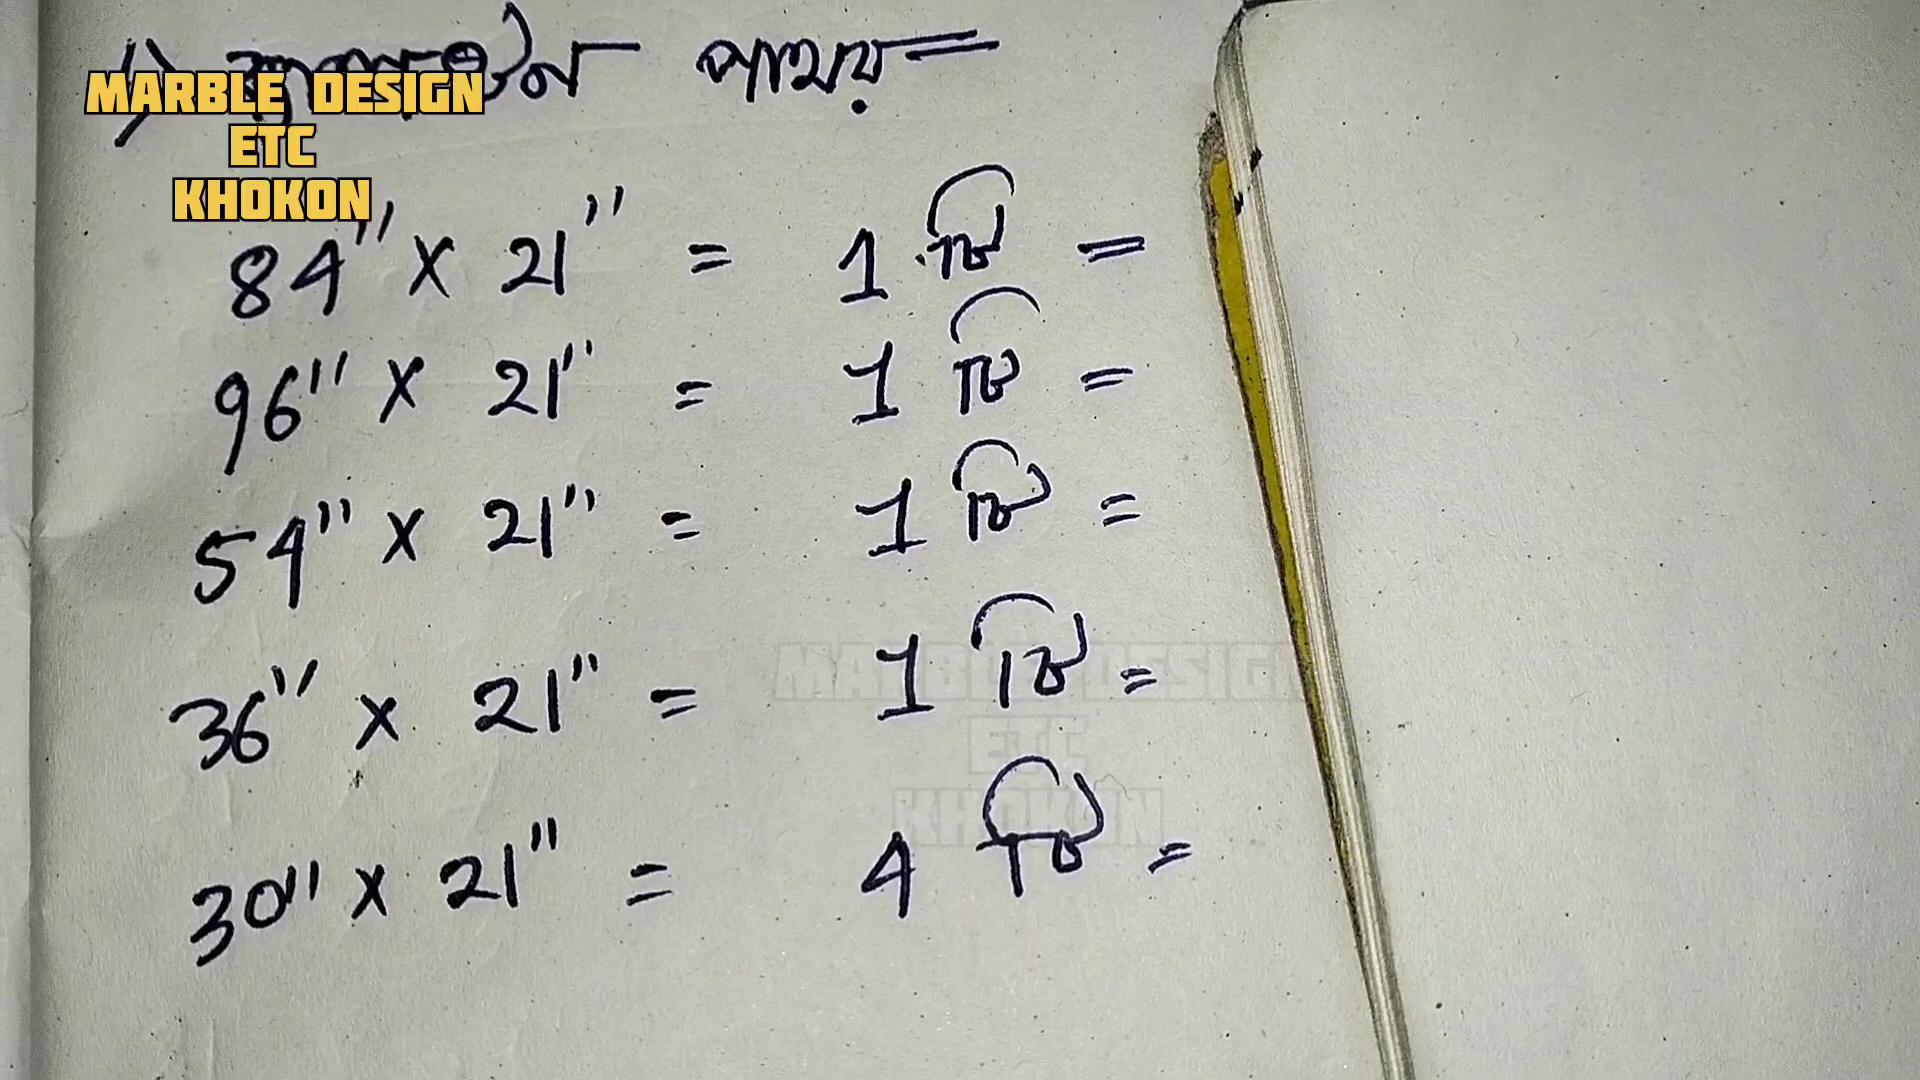 1) পাথর =
MARBLE DESIGN
ETC
KHOKON
84" X 21" = 1 টি =
96" X 21" = 1 টি =
54" X 21" = 1 টি =
36" X 21" = 1 টি =
30" X 21" = 4 টি =
MARBLE DESIGN
ETC
KHOKON